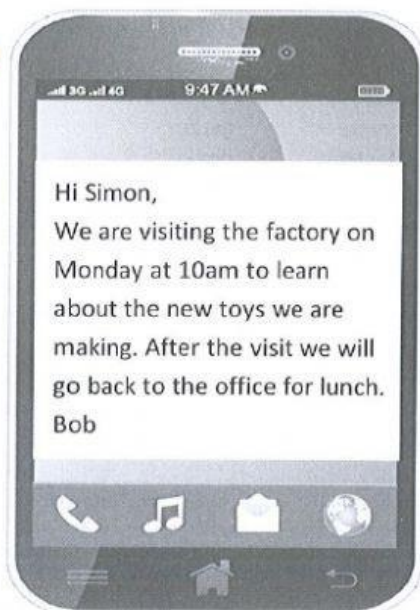 3G 4G 9:47 AM
Hi Simon,
We are visiting the factory on
Monday at 10am to learn
about the new toys we are
making. After the visit we will
go back to the office for lunch.
Bob